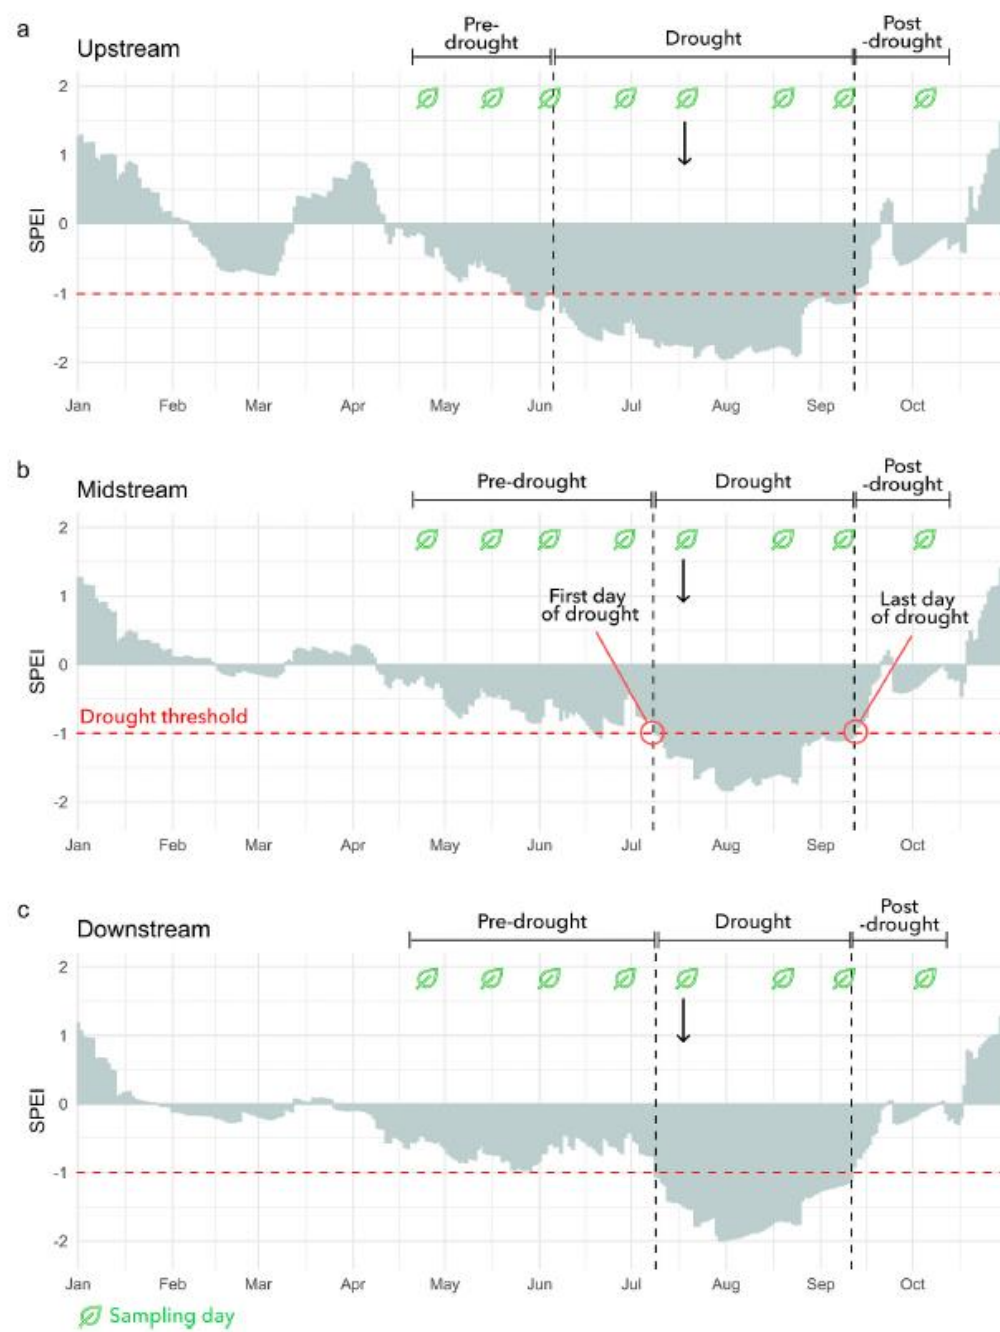 a
Upstream
Pre-
drought
Drought
Post
-drought
2
1
0
-1
-2
SPEI
Jan Feb Mar Apr May Jun Jul Aug Sep Oct
b
Midstream
Pre-drought
Drought
Post
-drought
2
1
0
-1
-2
SPEI
First day
of drought
Last day
of drought
Drought threshold
Jan Feb Mar Apr May Jun Jul Aug Sep Oct
c
Downstream
Pre-drought
Drought
Post
-drought
2
1
0
-1
-2
SPEI
Jan Feb Mar Apr May Jun Jul Aug Sep Oct
Sampling day